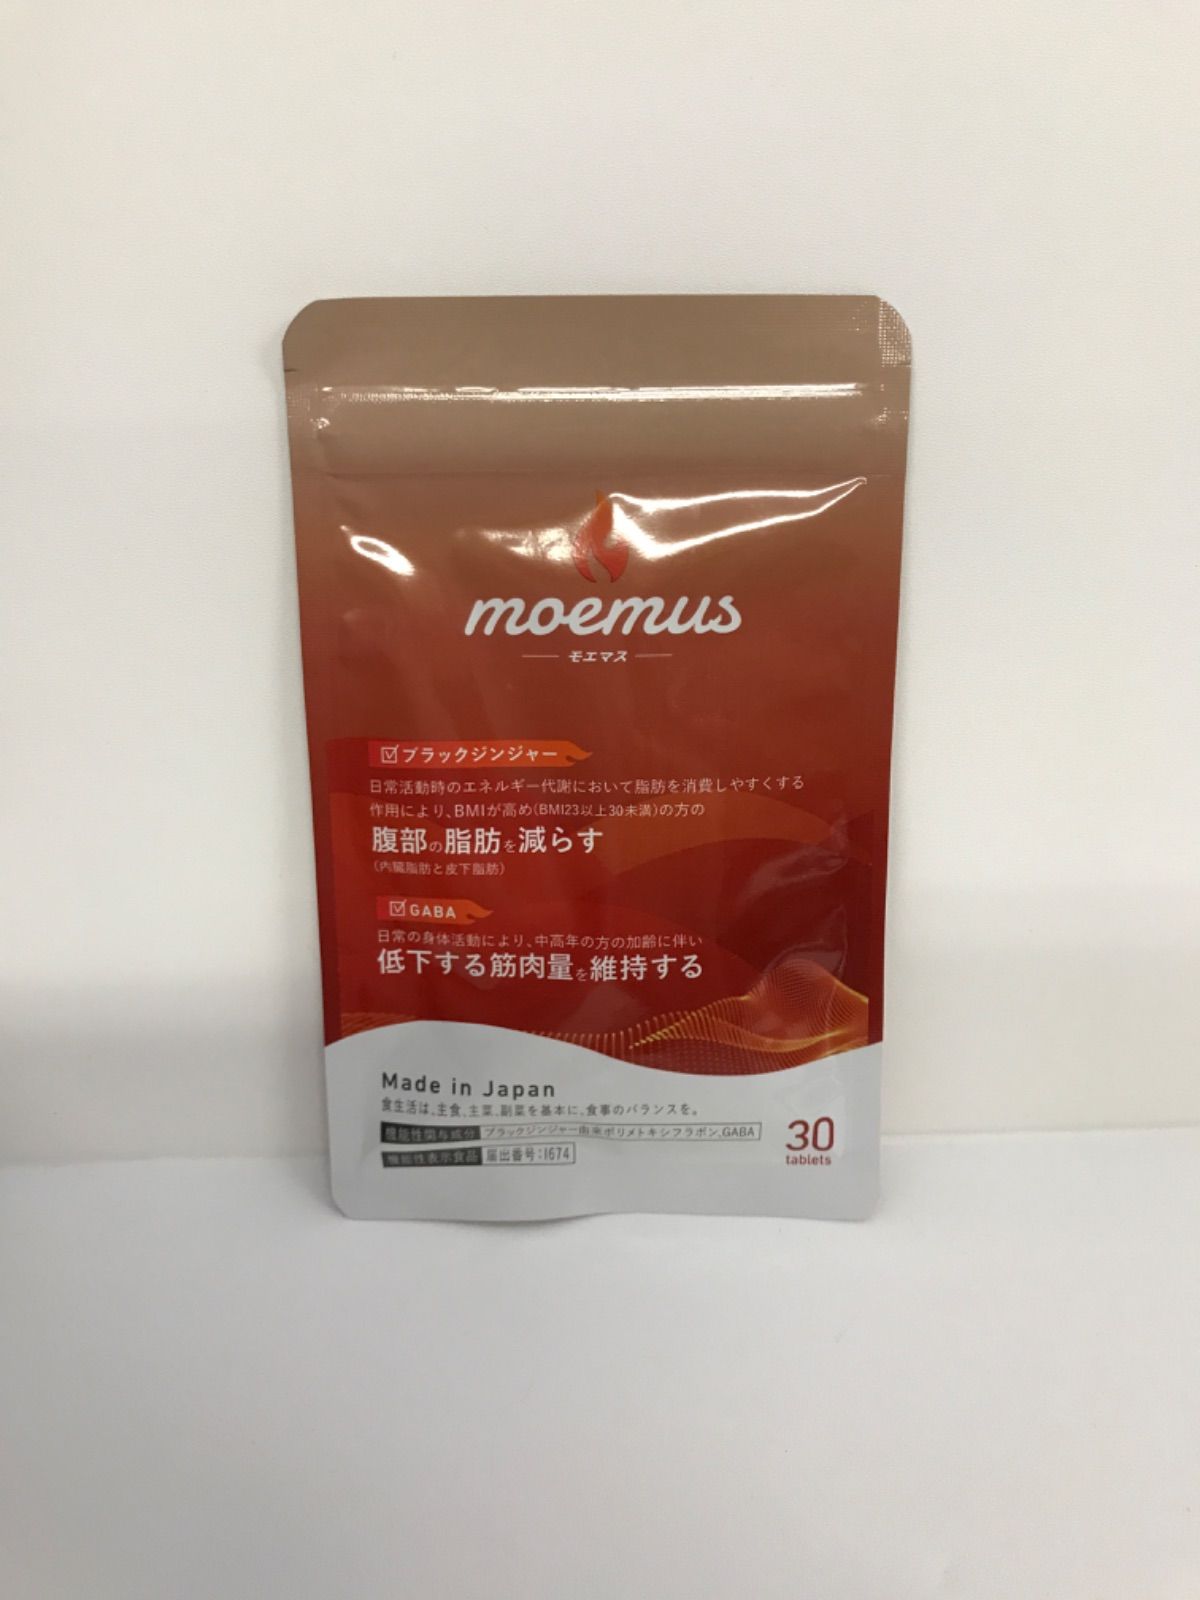 moemus
モエマス
ブラックジンジャー
日常活動時のエネルギー代謝において脂肪を消費しやすくする
作用により、BMIが高め(BMI23以上30未満)の方の
腹部の脂肪を減らす
(内臓脂肪と皮下脂肪)
GABA
日常の身体活動により、中高年の方の加齢に伴い
低下する筋肉量を維持する
Made in Japan
食生活は、主食、主菜、副菜を基本に、食事のバランスを。
機能性関与成分 ブラックジンジャー由来ポリメトキシフラボン、GABA
機能性表示食品 届出番号:I674
30
tablets